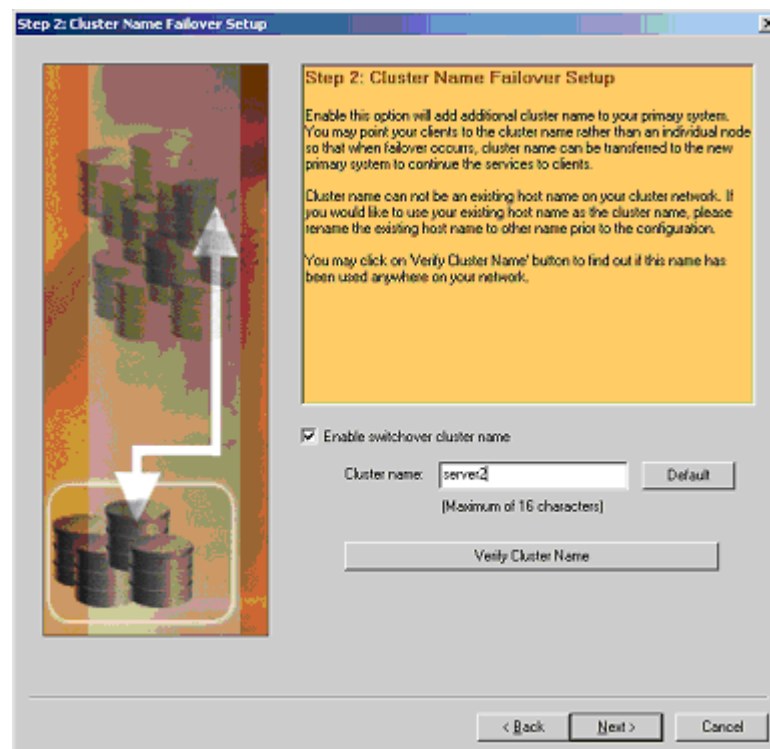 Step 2: Cluster Name Failover Setup
Step 2: Cluster Name Failover Setup
Enable this option will add additional cluster name to your primary system.
You may point your clients to the cluster name rather than an individual node
so that when failover occurs, cluster name can be transferred to the new
primary system to continue the services to clients.
Cluster name can not be an existing host name on your cluster network. If
you would like to use your existing host name as the cluster name, please
rename the existing host name to other name prior to the configuration.
You may click on 'Verify Cluster Name' button to find out if this name has
been used anywhere on your network.
Enable switchover cluster name
Cluster name: server2 Default
(Maximum of 16 characters)
Verify Cluster Name
< Back Next > Cancel